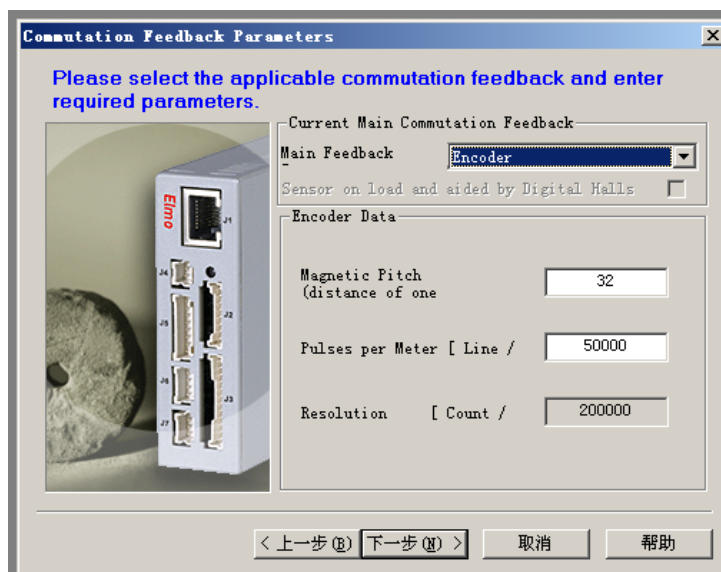 Commutation Feedback Parameters
Please select the applicable commutation feedback and enter
required parameters.
Current Main Commutation Feedback
Main Feedback
Encoder
Sensor on load and aided by Digital Halls
Encoder Data
Magnetic Pitch
(distance of one
32
Pulses per Meter [ Line /
50000
Resolution [ Count /
200000
Elmo
J1
J4
J2
J5
J6
J3
J7
< 上一步(B)
下一步(N) >
取消
帮助